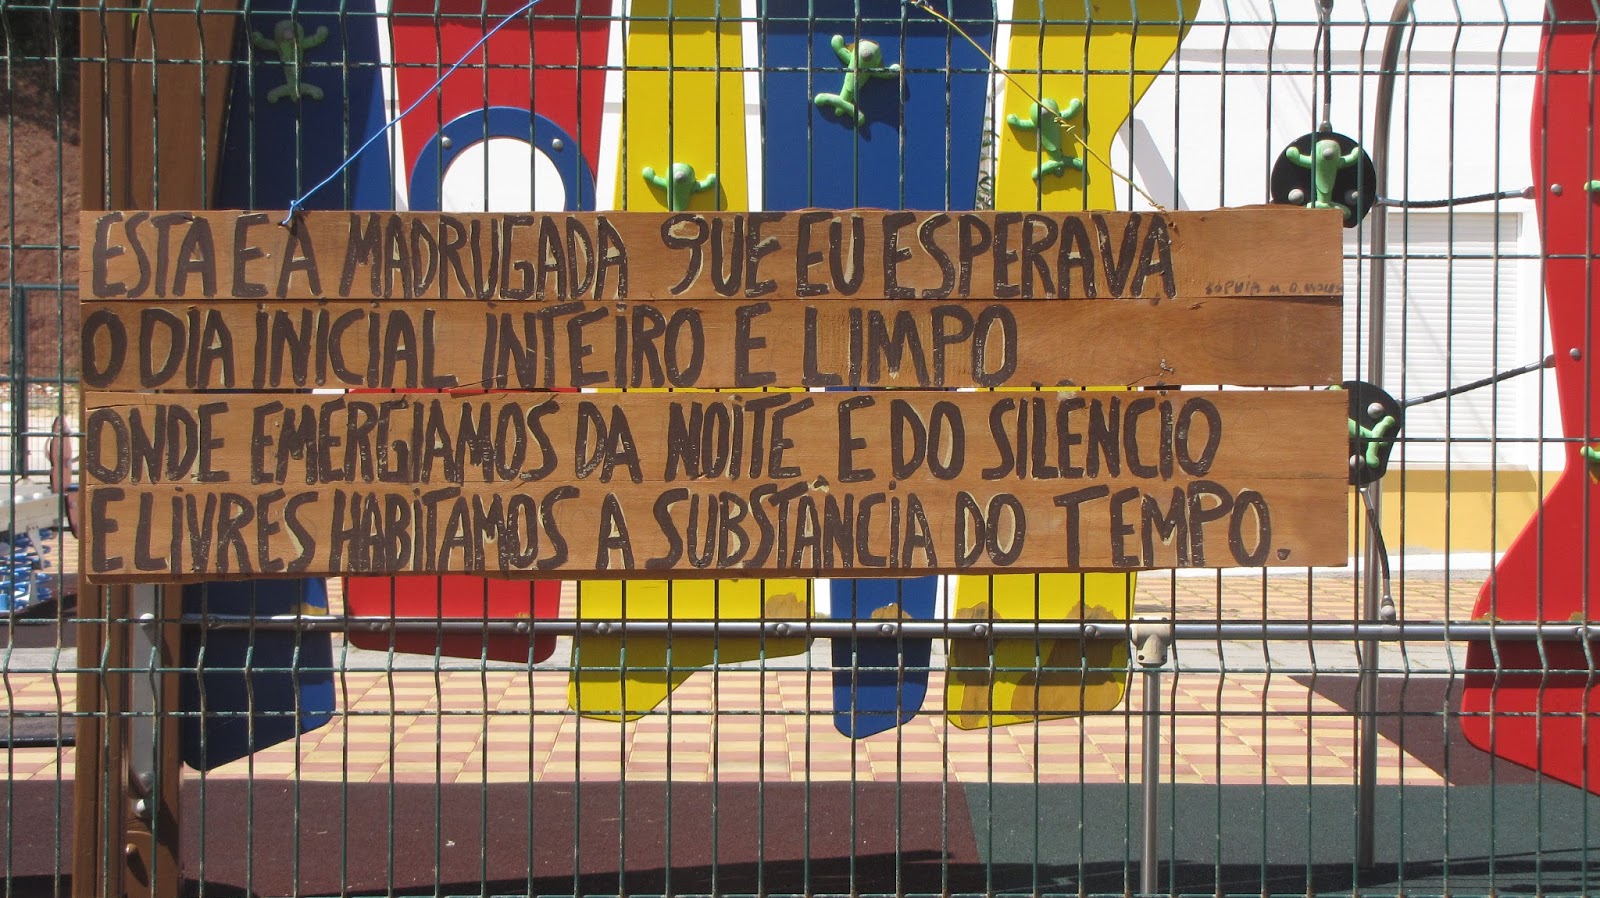 ESTA E A MADRUGADA QUE EU ESPERAVA
SOPHIA M. B.
O DIA INICIAL INTEIRO E LIMPO
ONDE EMERGIAMOS DA NOITE E DO SILENCIO
E LIVRES HABITAMOS A SUBSTÂNCIA DO TEMPO.